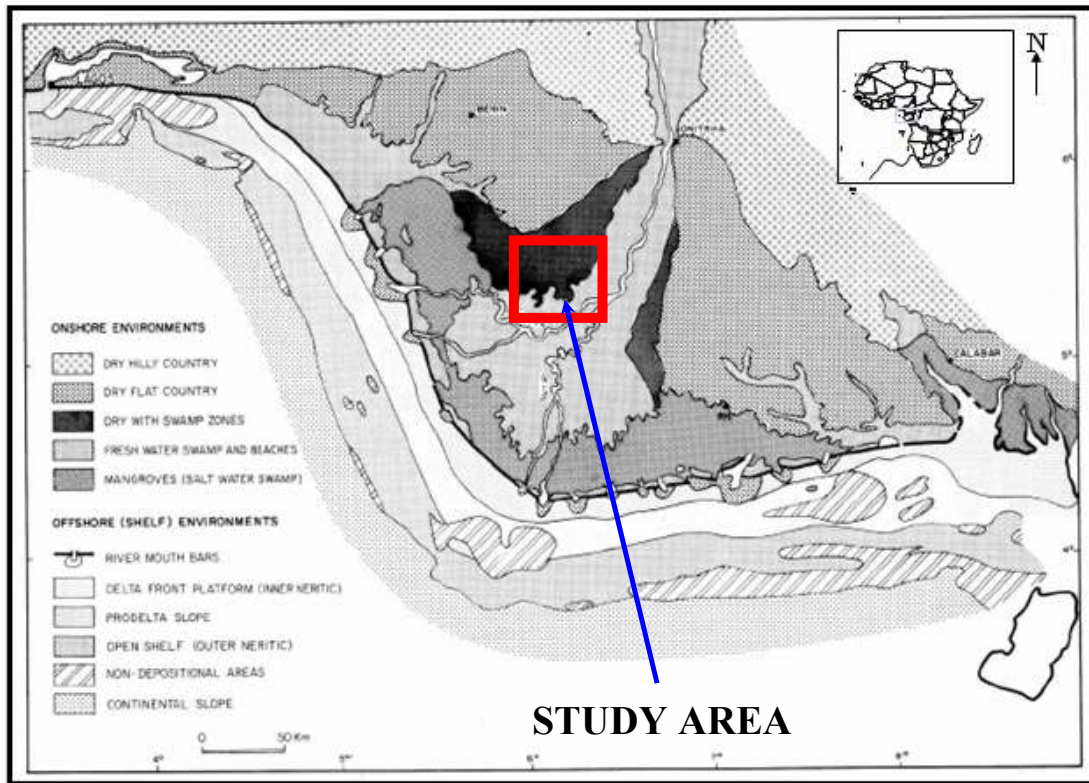 N
BENIN
ONITSHA
CALABAR
ONSHORE ENVIRONMENTS
DRY HILLY COUNTRY
DRY FLAT COUNTRY
DRY WITH SWAMP ZONES
FRESH WATER SWAMP AND BEACHES
MANGROVES (SALT WATER SWAMP)
OFFSHORE (SHELF) ENVIRONMENTS
RIVER MOUTH BARS
DELTA FRONT PLATFORM (INNER NERITIC)
PRODELTA SLOPE
OPEN SHELF (OUTER NERITIC)
NON-DEPOSITIONAL AREAS
CONTINENTAL SLOPE
0 50 Km
STUDY AREA